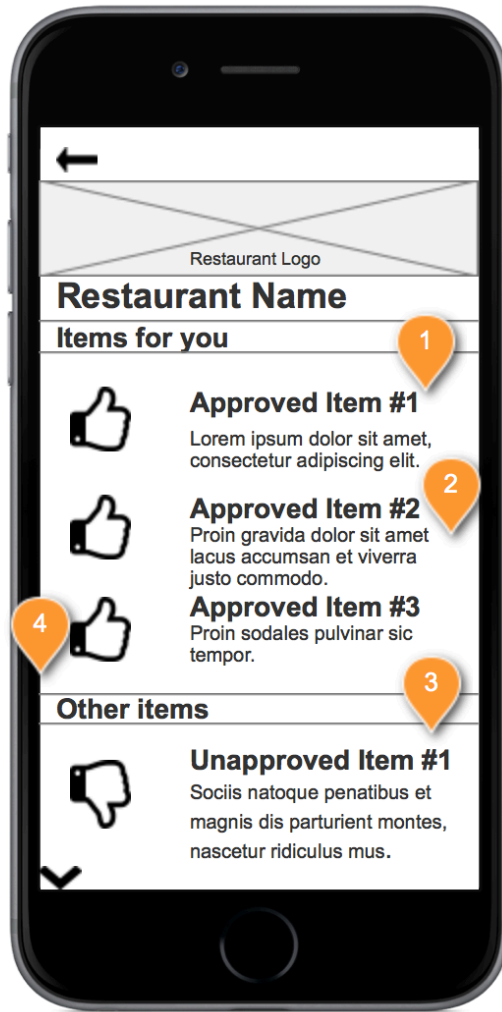 Restaurant Logo
Restaurant Name
Items for you
1
Approved Item #1
Lorem ipsum dolor sit amet,
consectetur adipiscing elit.
2
Approved Item #2
Proin gravida dolor sit amet
lacus accumsan et viverra
justo commodo.
4
Approved Item #3
Proin sodales pulvinar sic
tempor.
3
Other items
Unapproved Item #1
Sociis natoque penatibus et
magnis dis parturient montes,
nascetur ridiculus mus.